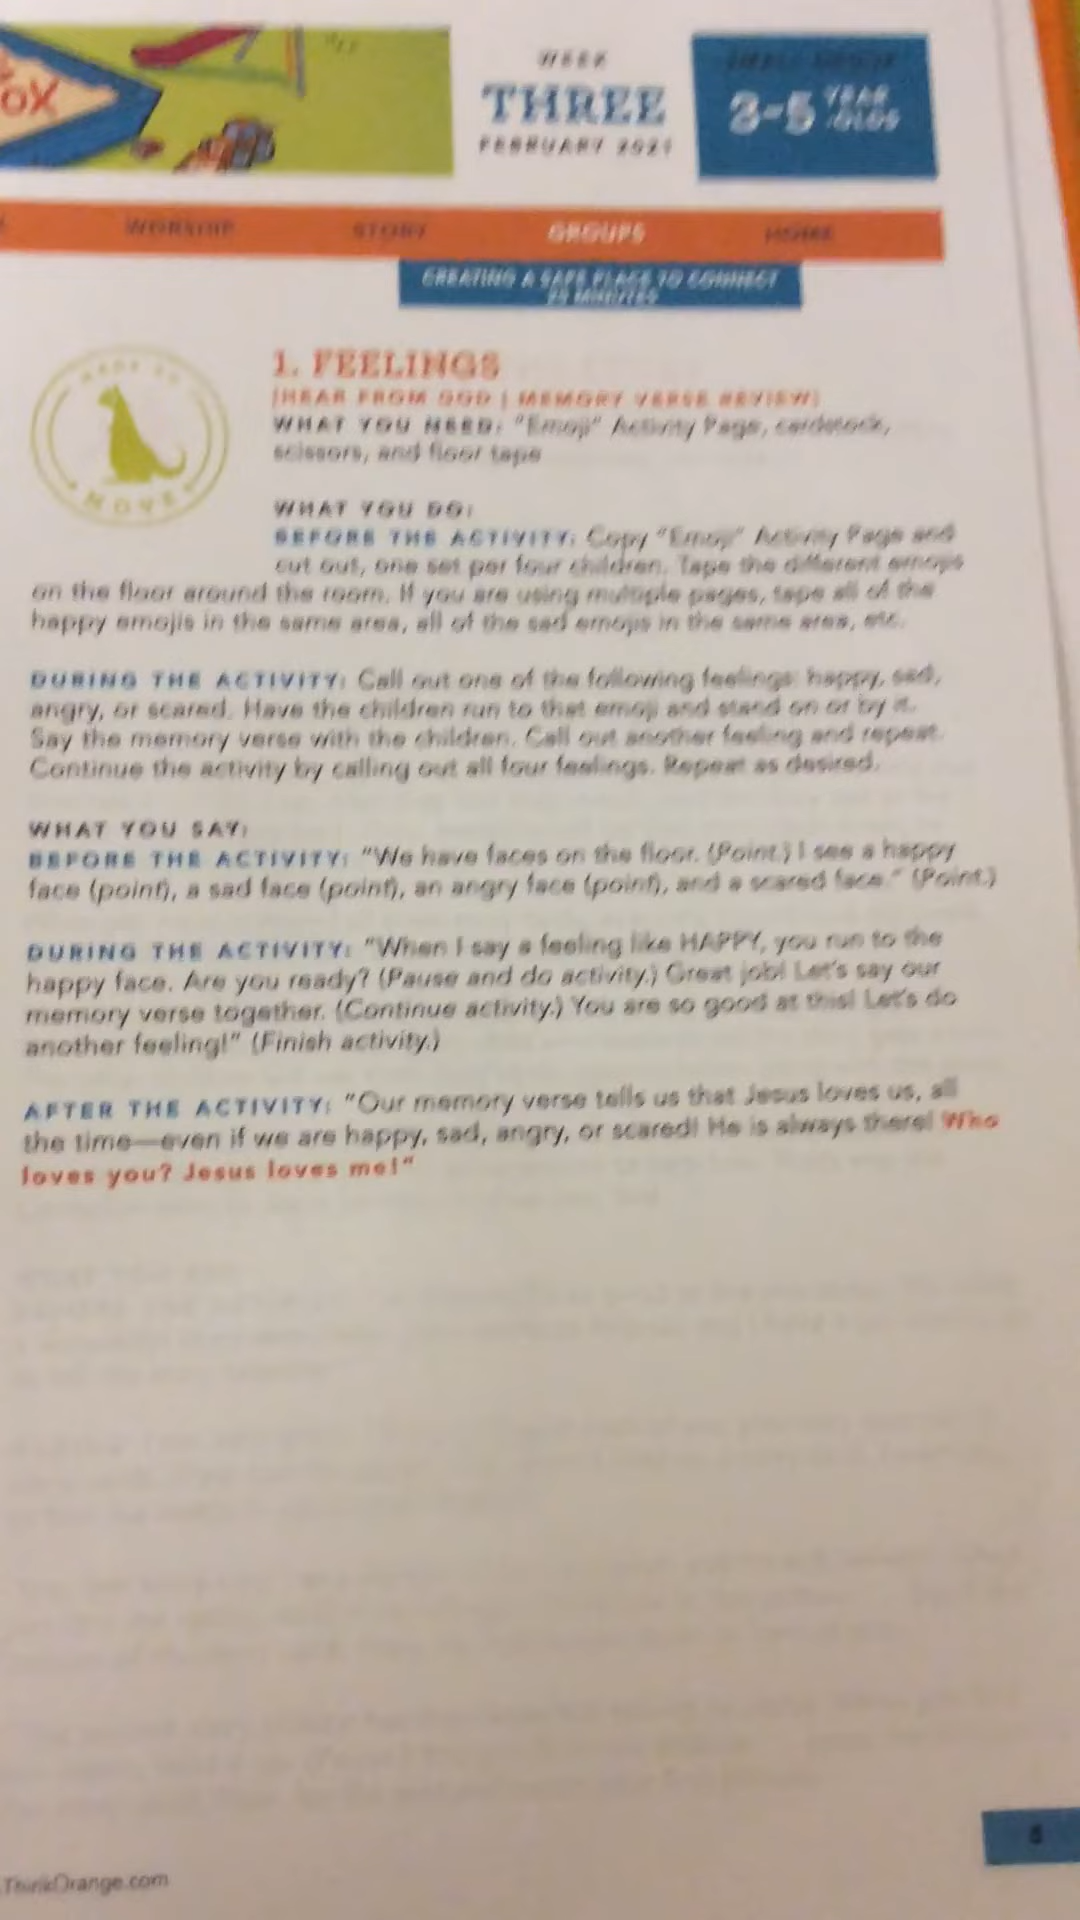 OX
WEEK
THREE
FEBRUARY 2021
3-5 YEAR
OLDS
WORSHIP STORY GROUPS HOME
CREATING A SAFE PLACE TO CONNECT
MINUTES
MADE TO
MOVE
1. FEELINGS
[HEAR FROM GOD | MEMORY VERSE REVIEW]
WHAT YOU NEED: "Emoji" Activity Page, cardstock,
scissors, and floor tape
WHAT YOU DO:
BEFORE THE ACTIVITY: Copy "Emoji" Activity Page and
cut out, one set per four children. Tape the different emojis
on the floor around the room. If you are using multiple pages, tape all of the
happy emojis in the same area, all of the sad emojis in the same area, etc.
DURING THE ACTIVITY: Call out one of the following feelings: happy, sad,
angry, or scared. Have the children run to that emoji and stand on or by it.
Say the memory verse with the children. Call out another feeling and repeat.
Continue the activity by calling out all four feelings. Repeat as desired.
WHAT YOU SAY:
BEFORE THE ACTIVITY: "We have faces on the floor. (Point.) I see a happy
face (point), a sad face (point), an angry face (point), and a scared face." (Point.)
DURING THE ACTIVITY: "When I say a feeling like HAPPY, you run to the
happy face. Are you ready? (Pause and do activity.) Great job! Let's say our
memory verse together. (Continue activity.) You are so good at this! Let's do
another feeling!" (Finish activity.)
AFTER THE ACTIVITY: "Our memory verse tells us that Jesus loves us, all
the time—even if we are happy, sad, angry, or scared! He is always there! Who
loves you? Jesus loves me!"
ThinkOrange.com